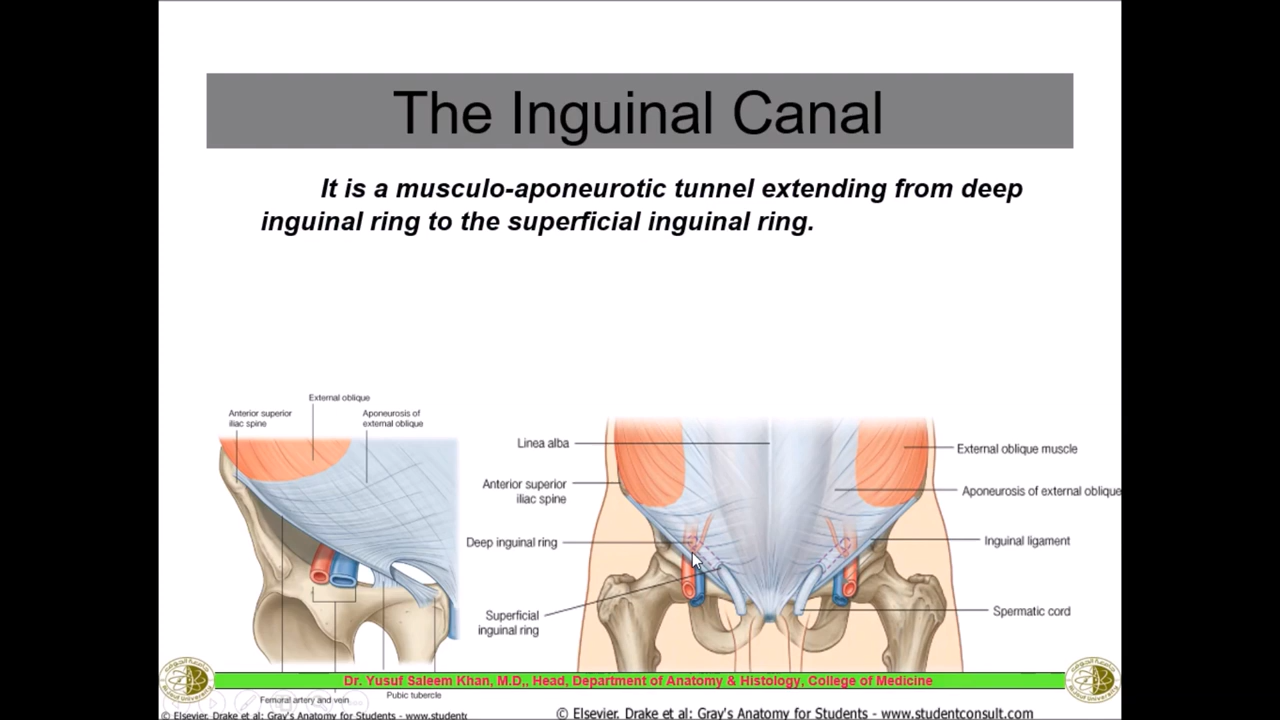 The Inguinal Canal
It is a musculo-aponeurotic tunnel extending from deep
inguinal ring to the superficial inguinal ring.
External oblique
Anterior superior
iliac spine
Aponeurosis of
external oblique
Linea alba
Anterior superior
iliac spine
Deep inguinal ring
Superficial
inguinal ring
External oblique muscle
Aponeurosis of external oblique
Inguinal ligament
Spermatic cord
Dr. Yusuf Saleem Khan, M.D,, Head, Department of Anatomy & Histology, College of Medicine
Femoral artery and vein
Pubic tubercle
© Elsevier. Drake et al: Gray's Anatomy for Students - www.student
© Elsevier. Drake et al: Gray's Anatomy for Students - www.studentconsult.com